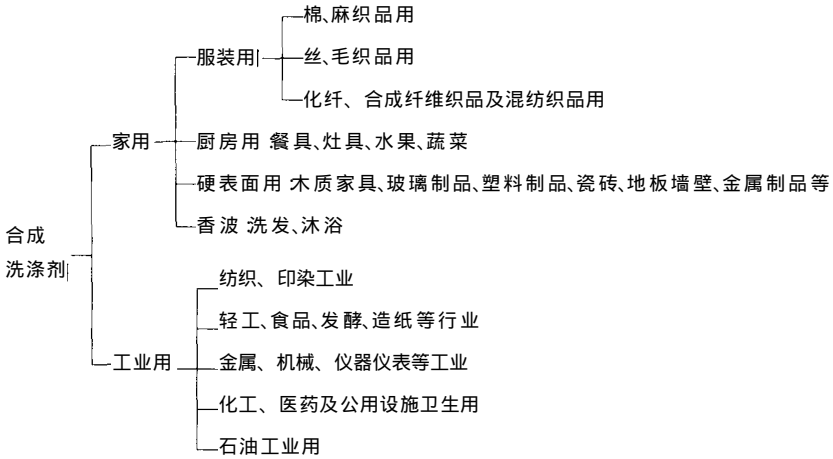 棉、麻织品用
服装用
丝、毛织品用
化纤、合成纤维织品及混纺织品用
家用
厨房用:餐具、灶具、水果、蔬菜
硬表面用:木质家具、玻璃制品、塑料制品、瓷砖、地板墙壁、金属制品等
香波:洗发、沐浴
合成
洗涤剂
纺织、印染工业
轻工、食品、发酵、造纸等行业
工业用
金属、机械、仪器仪表等工业
化工、医药及公用设施卫生用
石油工业用